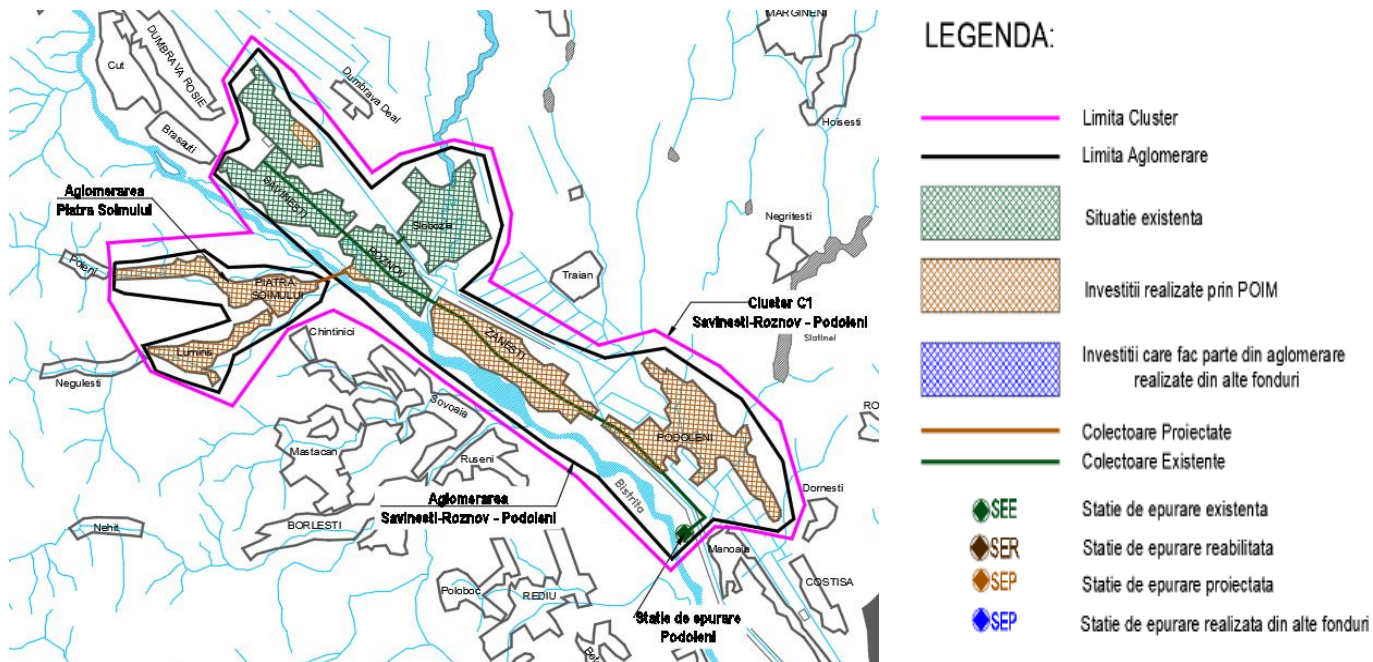 MARGINENI
DUMBRAVA ROSIE
Cut
Dumbrava Deal
Hoisesti
Brasauti
Aglomerarea
Piatra Soimului
SAVINESTI
Slobozia
ROZNOV
Negritesti
Poieni
PIATRA
SOIMULUI
Traian
Cluster C1
Savinesti-Roznov - Podoleni
Slatinei
Chintinici
ZANESTI
Luminis
Negulesti
Sovoaia
RO
Mastacan
Ruseni
PODOLENI
Aglomerarea
Savinesti-Roznov - Podoleni
Bistrita
Dornesti
Nehit
BORLESTI
Manoaia
COSTISA
Poloboc
REDIU
Statie de epurare
Podoleni
Bot
LEGENDA:
Limita Cluster
Limita Aglomerare
Situatie existenta
Investitii realizate prin POIM
Investitii care fac parte din aglomerare
realizate din alte fonduri
Colectoare Proiectate
Colectoare Existente
SEE Statie de epurare existenta
SER Statie de epurare reabilitata
SEP Statie de epurare proiectata
SEP Statie de epurare realizata din alte fonduri